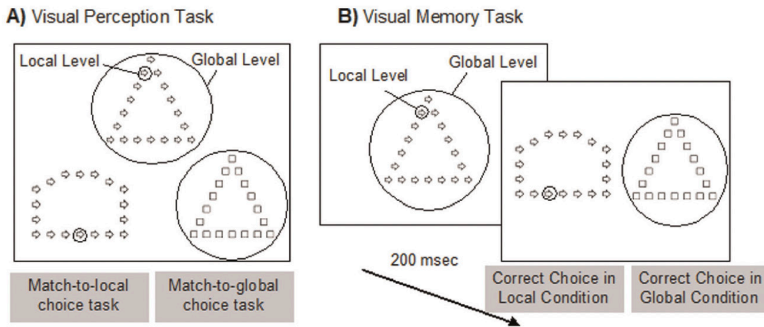 A) Visual Perception Task
Local Level
Global Level
Match-to-local
choice task
Match-to-global
choice task
B) Visual Memory Task
Local Level
Global Level
200 msec
Correct Choice in
Local Condition
Correct Choice in
Global Condition